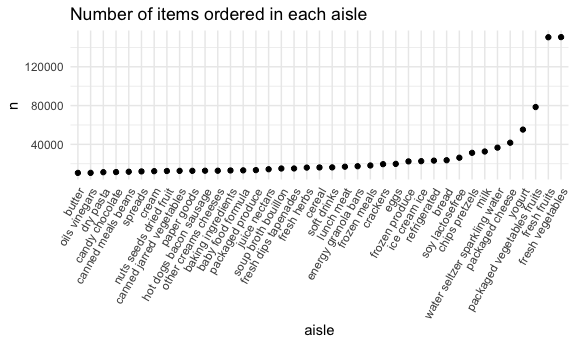 Number of items ordered in each aisle
n
120000
80000
40000
butter
oils vinegars
dry pasta
candy chocolate
canned meals beans
spreads
cream
nuts seeds dried fruit
canned jarred vegetables
paper goods
hot dogs bacon sausage
other creams cheeses
baking ingredients
baby food formula
packaged produce
juice nectars
soup broth bouillon
fresh dips tapenades
fresh herbs
cereal
soft drinks
lunch meat
energy granola bars
frozen meals
crackers
eggs
frozen produce
ice cream ice
refrigerated
bread
soy lactosefree
chips pretzels
milk
water seltzer sparkling water
packaged cheese
yogurt
packaged vegetables fruits
fresh fruits
fresh vegetables
aisle